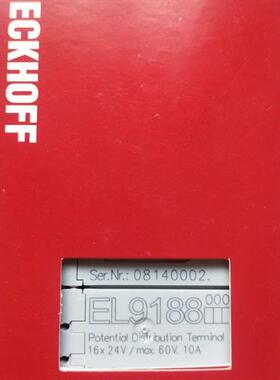 ECKHOFF
Ser.Nr.: 08140002.
EL9188
000
Potential Distribution Terminal
16x 24V / max. 60V, 10A